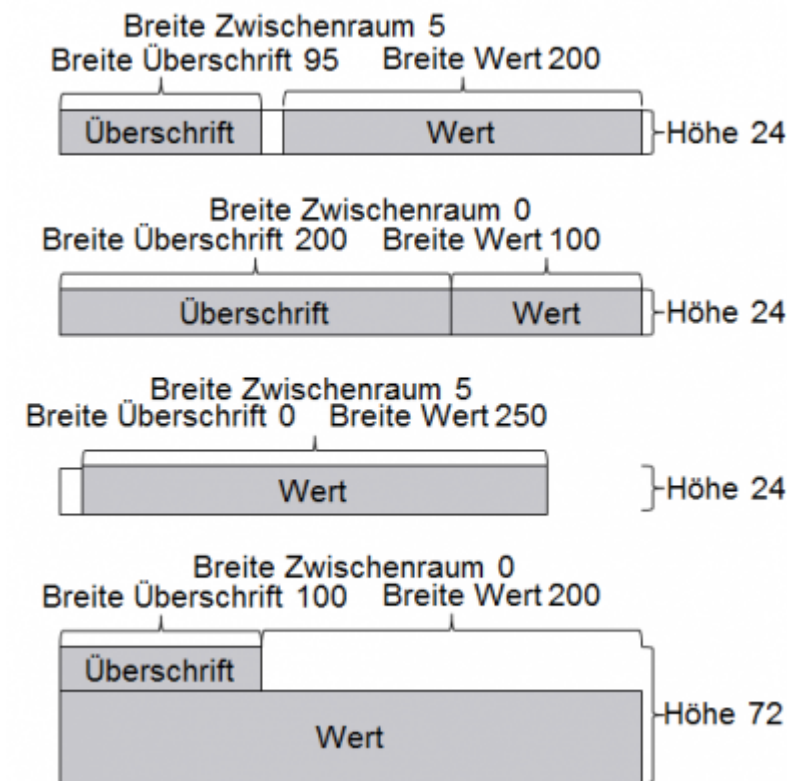 Breite Zwischenraum 5
Breite Überschrift 95 Breite Wert 200
Überschrift Wert Höhe 24
Breite Zwischenraum 0
Breite Überschrift 200 Breite Wert 100
Überschrift Wert Höhe 24
Breite Zwischenraum 5
Breite Überschrift 0 Breite Wert 250
Wert Höhe 24
Breite Zwischenraum 0
Breite Überschrift 100 Breite Wert 200
Überschrift
Höhe 72
Wert